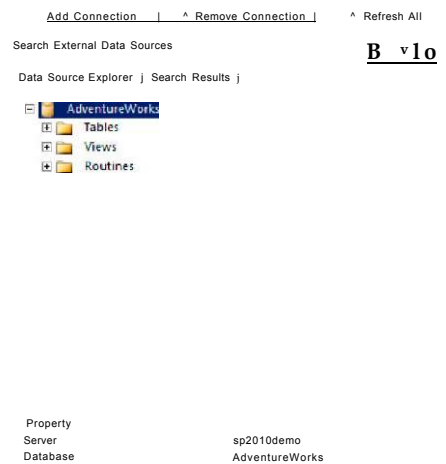 Add Connection | ^ Remove Connection | ^ Refresh All
Search External Data Sources
B v lo
Data Source Explorer j Search Results j
AdventureWorks
Tables
Views
Routines
Property
Server sp2010demo
Database AdventureWorks